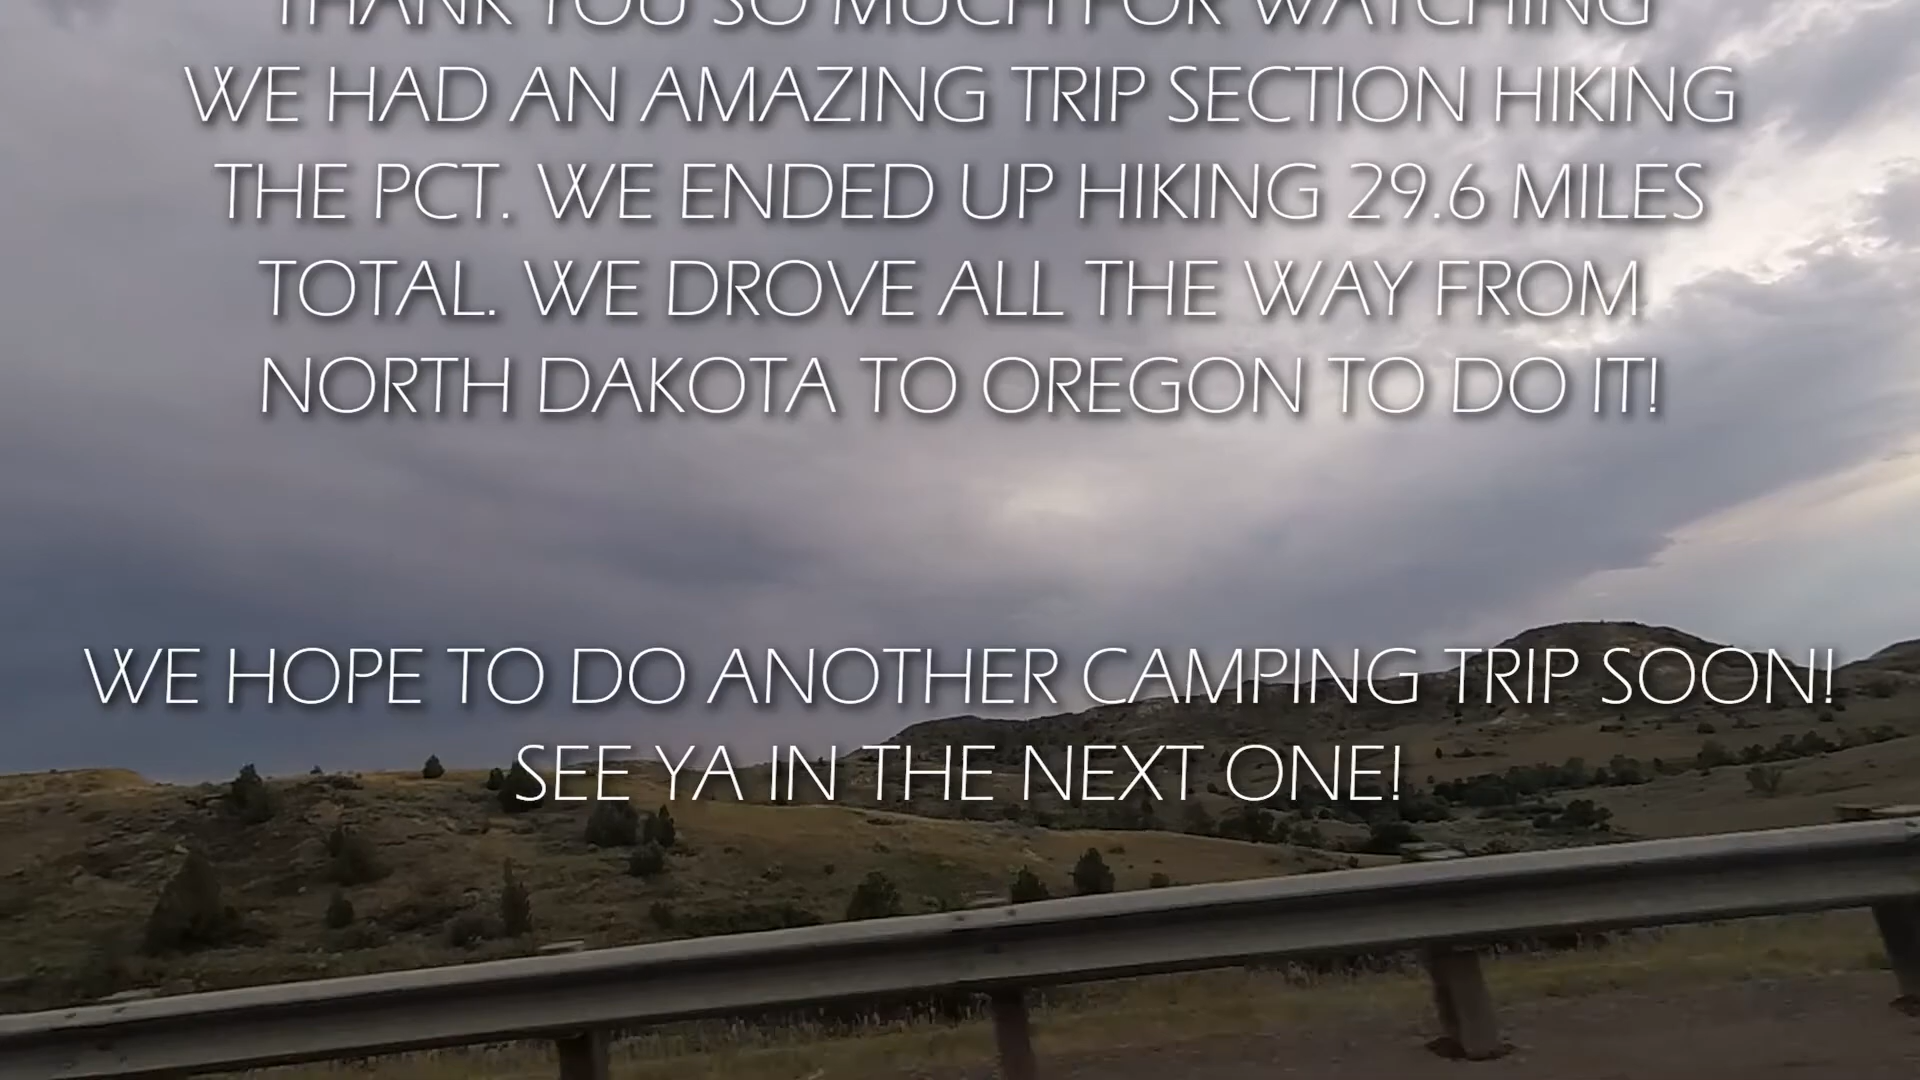 THANK YOU SO MUCH FOR WATCHING
WE HAD AN AMAZING TRIP SECTION HIKING
THE PCT. WE ENDED UP HIKING 29.6 MILES
TOTAL. WE DROVE ALL THE WAY FROM
NORTH DAKOTA TO OREGON TO DO IT!
WE HOPE TO DO ANOTHER CAMPING TRIP SOON!
SEE YA IN THE NEXT ONE!